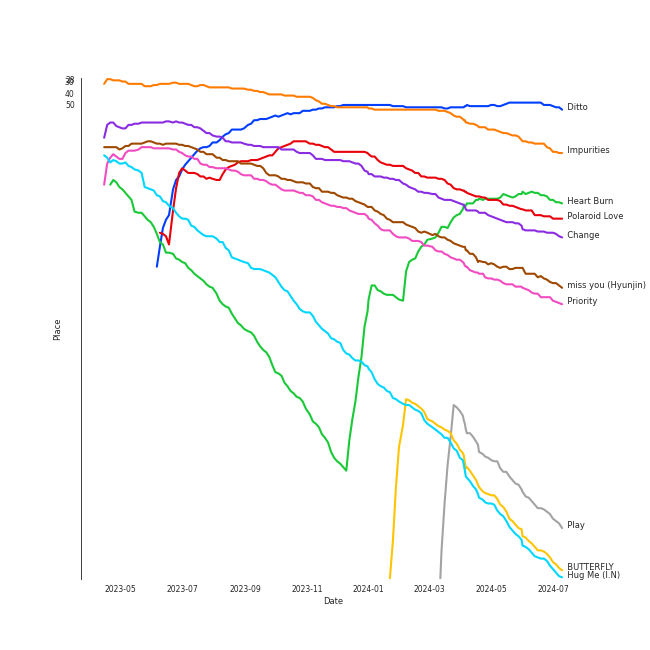 30
40
50
Place
Ditto
Impurities
Heart Burn
Polaroid Love
Change
miss you (Hyunjin)
Priority
Play
BUTTERFLY
Hug Me (I.N)
2023-05 2023-07 2023-09 2023-11 2024-01 2024-03 2024-05 2024-07
Date